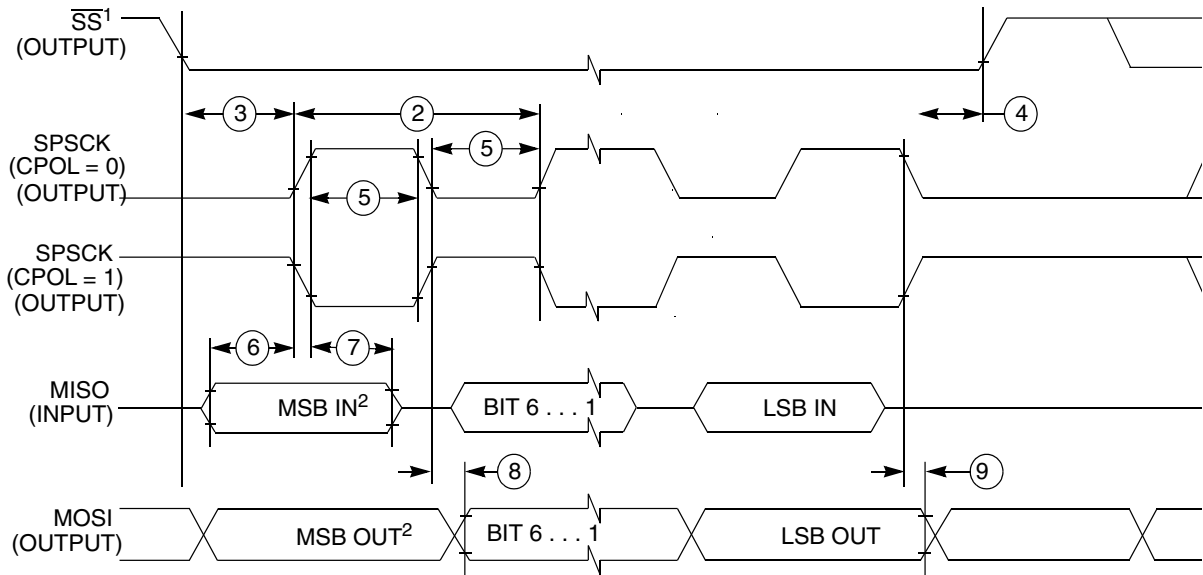 SS¹
(OUTPUT)
3
2
4
SPSCK
(CPOL = 0)
(OUTPUT)
5
5
SPSCK
(CPOL = 1)
(OUTPUT)
6
7
MISO
(INPUT)
MSB IN²
BIT 6 . . . 1
LSB IN
8
9
MOSI
(OUTPUT)
MSB OUT²
BIT 6 . . . 1
LSB OUT